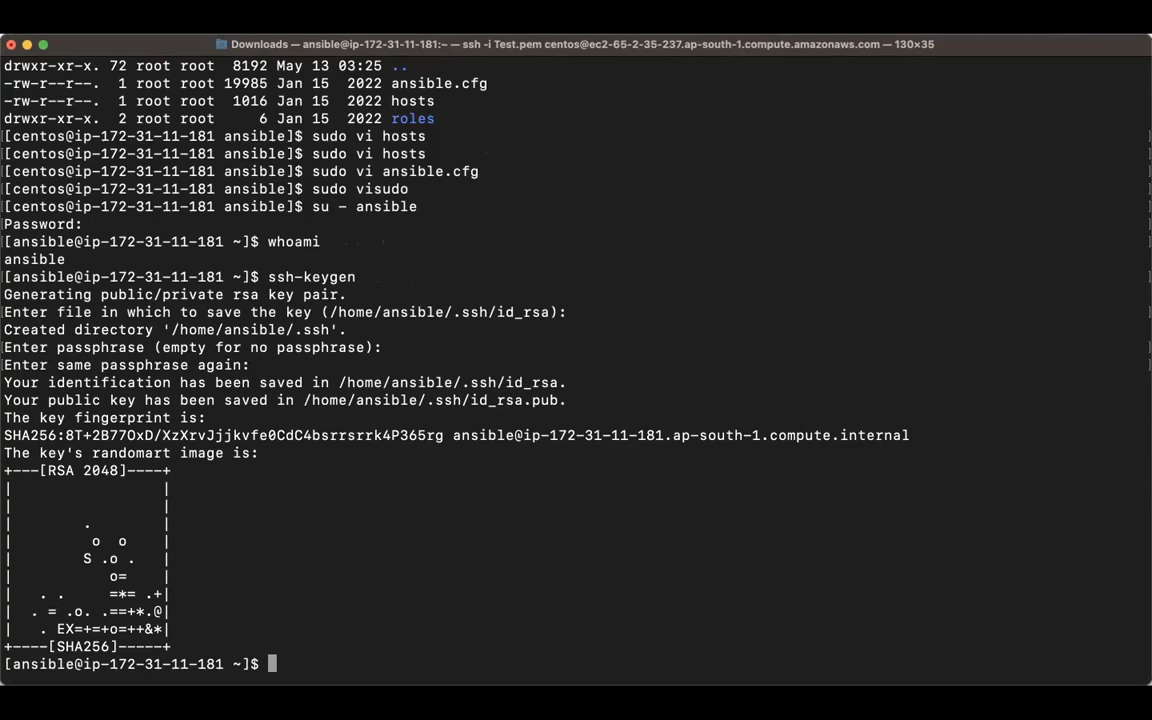 Downloads — ansible@ip-172-31-11-181:~ — ssh -i Test.pem centos@ec2-65-2-35-237.ap-south-1.compute.amazonaws.com — 130×35
drwxr-xr-x. 72 root root  8192 May 13 03:25 ..
-rw-r--r--.  1 root root 19985 Jan 15  2022 ansible.cfg
-rw-r--r--.  1 root root  1016 Jan 15  2022 hosts
drwxr-xr-x.  2 root root     6 Jan 15  2022 roles
[centos@ip-172-31-11-181 ansible]$ sudo vi hosts
[centos@ip-172-31-11-181 ansible]$ sudo vi hosts
[centos@ip-172-31-11-181 ansible]$ sudo vi ansible.cfg
[centos@ip-172-31-11-181 ansible]$ sudo visudo
[centos@ip-172-31-11-181 ansible]$ su - ansible
Password:
[ansible@ip-172-31-11-181 ~]$ whoami
ansible
[ansible@ip-172-31-11-181 ~]$ ssh-keygen
Generating public/private rsa key pair.
Enter file in which to save the key (/home/ansible/.ssh/id_rsa):
Created directory '/home/ansible/.ssh'.
Enter passphrase (empty for no passphrase):
Enter same passphrase again:
Your identification has been saved in /home/ansible/.ssh/id_rsa.
Your public key has been saved in /home/ansible/.ssh/id_rsa.pub.
The key fingerprint is:
SHA256:8T+2B77OxD/XzXrvJjjkvfe0CdC4bsrrsrrk4P365rg ansible@ip-172-31-11-181.ap-south-1.compute.internal
The key's randomart image is:
+---[RSA 2048]----+
|                 |
|                 |
|        .        |
|         o  o    |
|        S .o .   |
|           o=    |
|   . .     =*= .+|
|  . = .o. .==+*.@|
|   . EX=+=+o=++&*|
+----[SHA256]-----+
[ansible@ip-172-31-11-181 ~]$